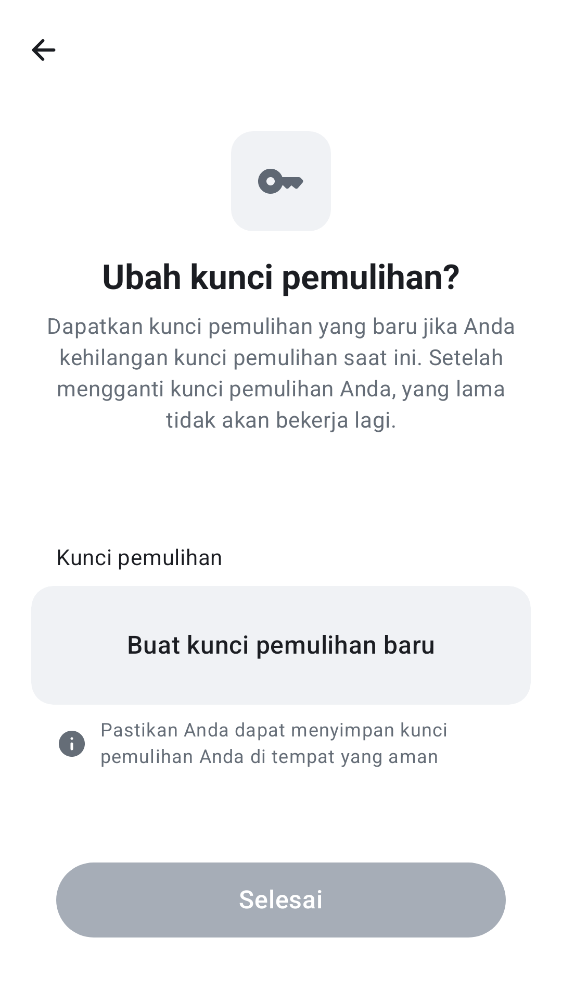 Ubah kunci pemulihan?
Dapatkan kunci pemulihan yang baru jika Anda
kehilangan kunci pemulihan saat ini. Setelah
mengganti kunci pemulihan Anda, yang lama
tidak akan bekerja lagi.
Kunci pemulihan
Buat kunci pemulihan baru
Pastikan Anda dapat menyimpan kunci
pemulihan Anda di tempat yang aman
Selesai